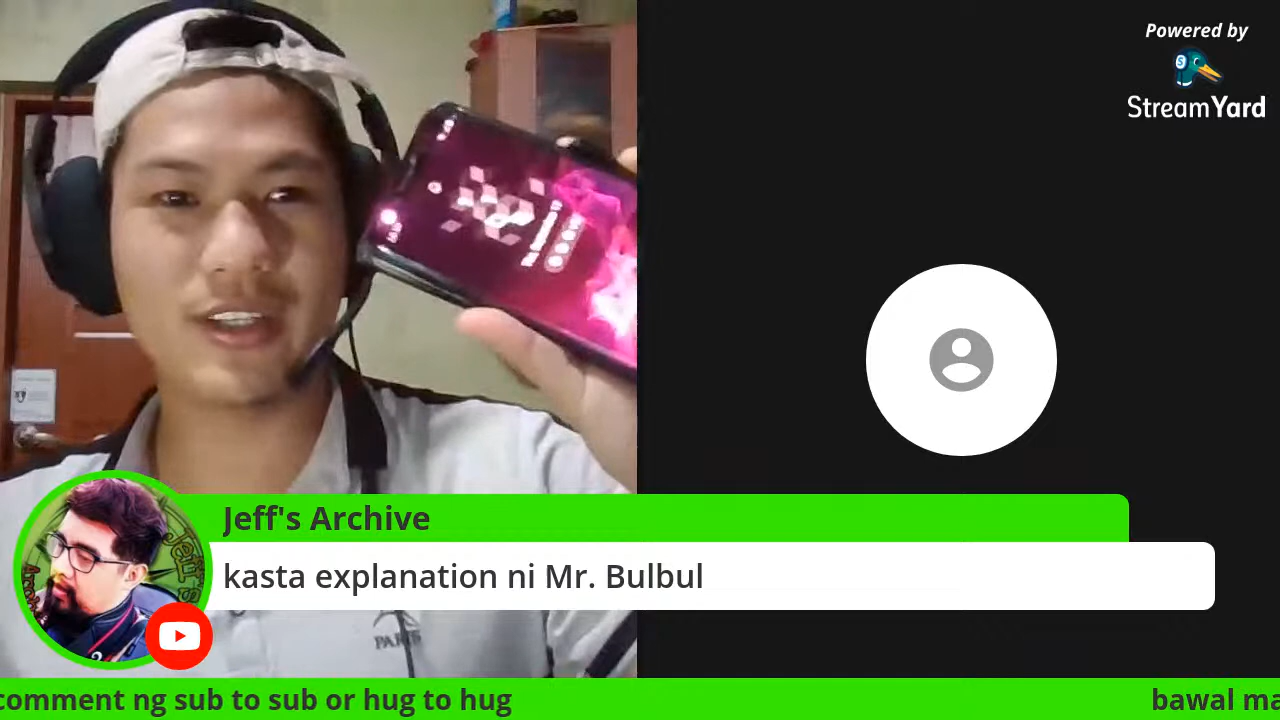 Powered by
StreamYard
Jeff's Archive
kasta explanation ni Mr. Bulbul
PARIS
comment ng sub to sub or hug to hug
bawal ma